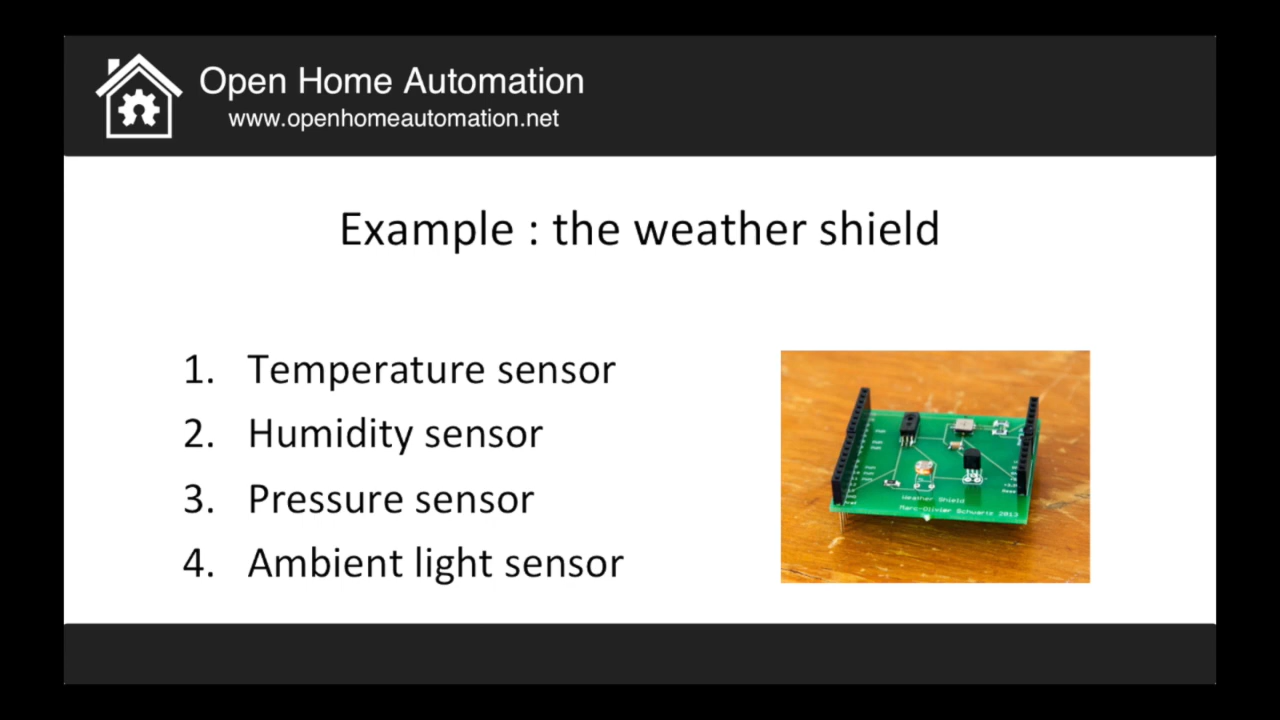 Open Home Automation
www.openhomeautomation.net
Example : the weather shield
1. Temperature sensor
2. Humidity sensor
3. Pressure sensor
4. Ambient light sensor
Weather Shield
Marc-Olivier Schwartz 2013